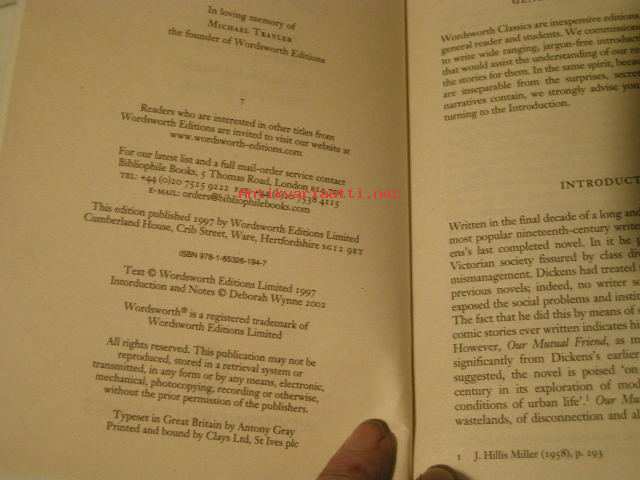 In loving memory of
MICHAEL TRAYLER
the founder of Wordsworth Editions
7
Readers who are interested in other titles from
Wordsworth Editions are invited to visit our website at
www.wordsworth-editions.com
For our latest list and a full mail-order service contact
Bibliophile Books, 5 Thomas Road, London
TEL: +44 (0)20 7515 9222 7538 4115
E-MAIL: orders@bibliophilebooks.com
Antikvariaatti.net
This edition published 1997 by Wordsworth Editions Limited
Cumberland House, Crib Street, Ware, Hertfordshire SG12 9ET
ISBN 978-1-85326-194-7
Text © Wordsworth Editions Limited 1997
Introduction and Notes © Deborah Wynne 2002
Wordsworth® is a registered trademark of
Wordsworth Editions Limited
All rights reserved. This publication may not be
reproduced, stored in a retrieval system or
transmitted, in any form or by any means, electronic,
mechanical, photocopying, recording or otherwise,
without the prior permission of the publishers.
Typeset in Great Britain by Antony Gray
Printed and bound by Clays Ltd, St Ives plc
Wordsworth Classics are inexpensive editions
general reader and students. We commission
to write wide ranging, jargon-free introduc
that would assist the understanding of our re
the stories for them. In the same spirit, becau
are inseparable from the surprises, secre
narratives contain, we strongly advise you
turning to the Introduction.
INTRODUCT
Written in the final decade of a long and
most popular nineteenth-century writer
ens's last completed novel. In it he p
Victorian society fissured by class div
mismanagement. Dickens had treated
previous novels; indeed, no writer so
exposed the social problems and insti
The fact that he did this by means of s
comic stories ever written indicates hi
However, Our Mutual Friend, as m
significantly from Dickens's earlier
suggested, the novel is poised 'on
century in its exploration of mod
conditions of urban life'.¹ Our Mu
wastelands, of disconnection and al
1 J. Hillis Miller (1958), p. 293